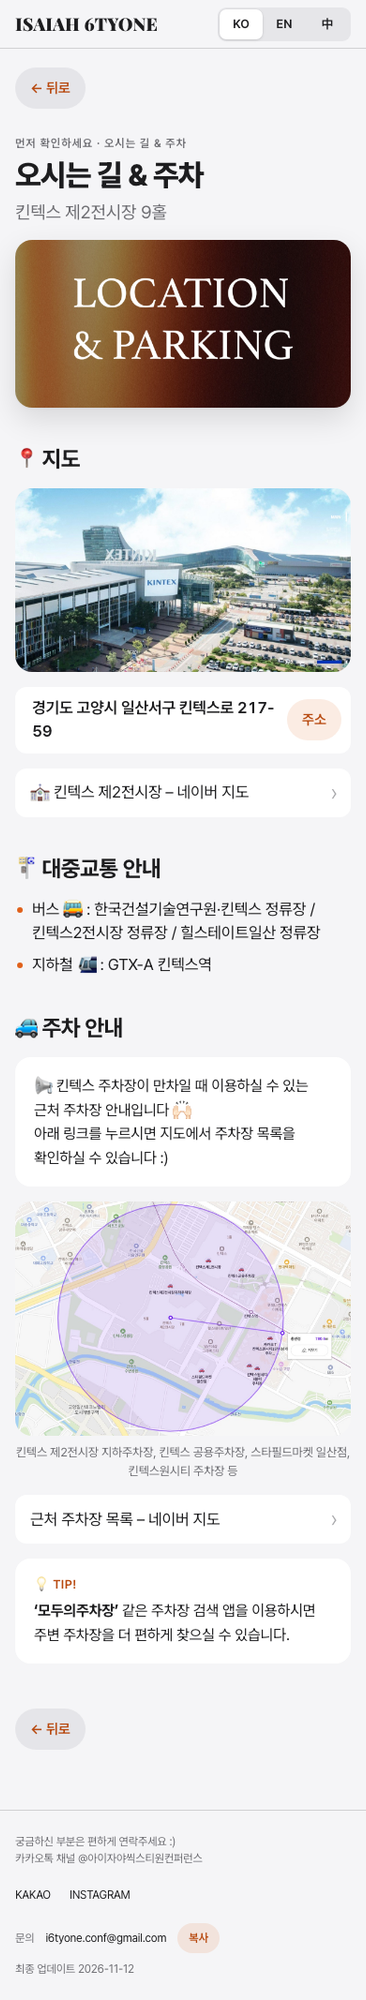 ISAIAH 6TYONE
KO EN 中
← 뒤로
먼저 확인하세요 · 오시는 길 & 주차
오시는 길 & 주차
킨텍스 제2전시장 9홀
LOCATION
& PARKING
📍 지도
KINTEX
KINTEX
경기도 고양시 일산서구 킨텍스로 217-
59
주소
킨텍스 제2전시장 – 네이버 지도 ›
🚏 대중교통 안내
• 버스 🚌 : 한국건설기술연구원·킨텍스 정류장 /
킨텍스2전시장 정류장 / 힐스테이트일산 정류장
• 지하철 🚇 : GTX-A 킨텍스역
🚙 주차 안내
📢 킨텍스 주차장이 만차일 때 이용하실 수 있는
근처 주차장 안내입니다 🙌🏻
아래 링크를 누르시면 지도에서 주차장 목록을
확인하실 수 있습니다 :)
킨텍스 제2전시장 지하주차장, 킨텍스 공용주차장, 스타필드마켓 일산점,
킨텍스원시티 주차장 등
근처 주차장 목록 – 네이버 지도 ›
💡 TIP!
‘모두의주차장’ 같은 주차장 검색 앱을 이용하시면
주변 주차장을 더 편하게 찾으실 수 있습니다.
← 뒤로
궁금하신 부분은 편하게 연락주세요 :)
카카오톡 채널 @아이자야씩스티원컨퍼런스
KAKAO INSTAGRAM
문의 i6tyone.conf@gmail.com 복사
최종 업데이트 2026-11-12